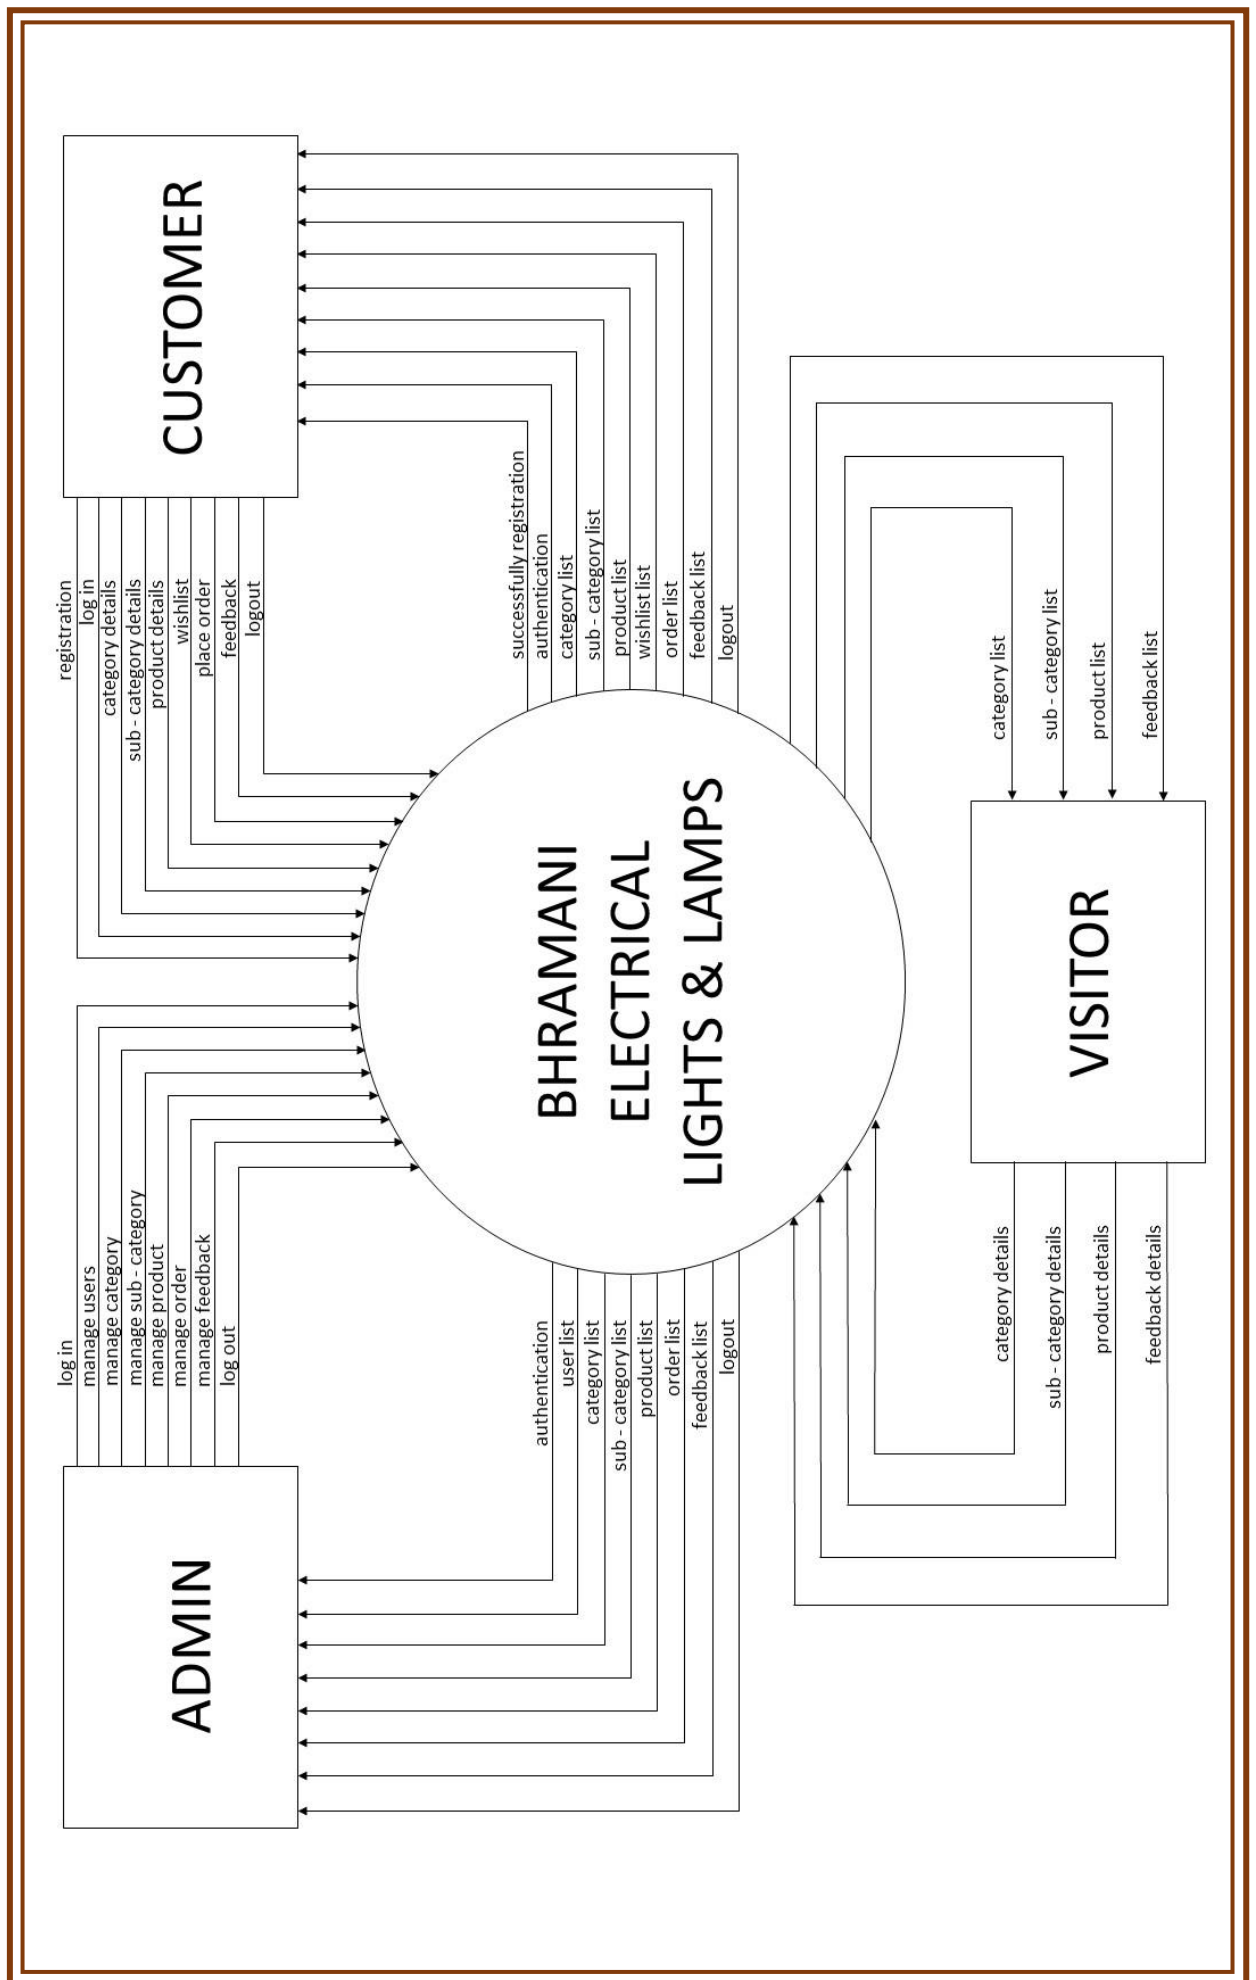 ADMIN
log in
manage users
manage category
manage sub - category
manage product
manage order
manage feedback
log out
authentication
user list
category list
sub - category list
product list
order list
feedback list
logout
BHRAMANI
ELECTRICAL
LIGHTS & LAMPS
CUSTOMER
registration
log in
category details
sub - category details
product details
wishlist
place order
feedback
logout
successfully registration
authentication
category list
sub - category list
product list
wishlist list
order list
feedback list
logout
VISITOR
category details
sub - category details
product details
feedback details
category list
sub - category list
product list
feedback list